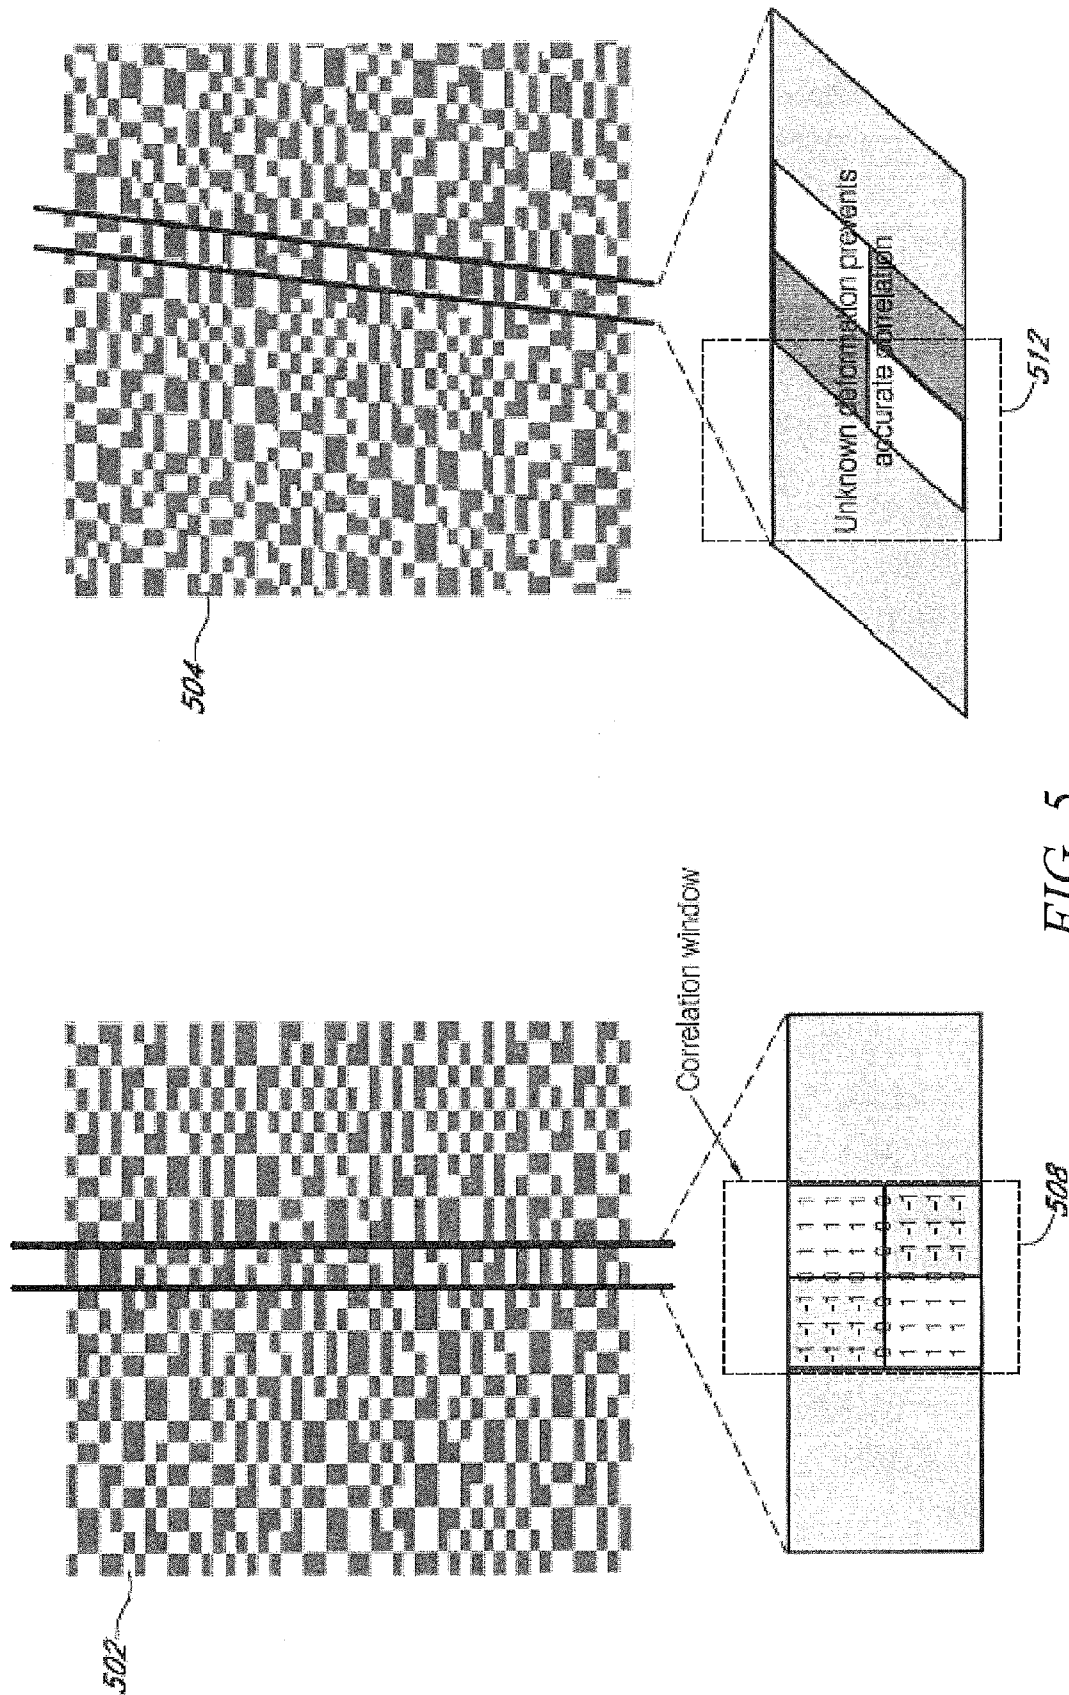 502
504
Correlation window
-1-1-1 0 1 1 1
-1-1-1 0 1 1 1
-1-1-1 0 1 1 1
0 0 0 0 0 0 0
1 1 1 0 -1-1-1
1 1 1 0 -1-1-1
1 1 1 0 -1-1-1
508
Unknown deformation prevents
accurate correlation
512
FIG. 5